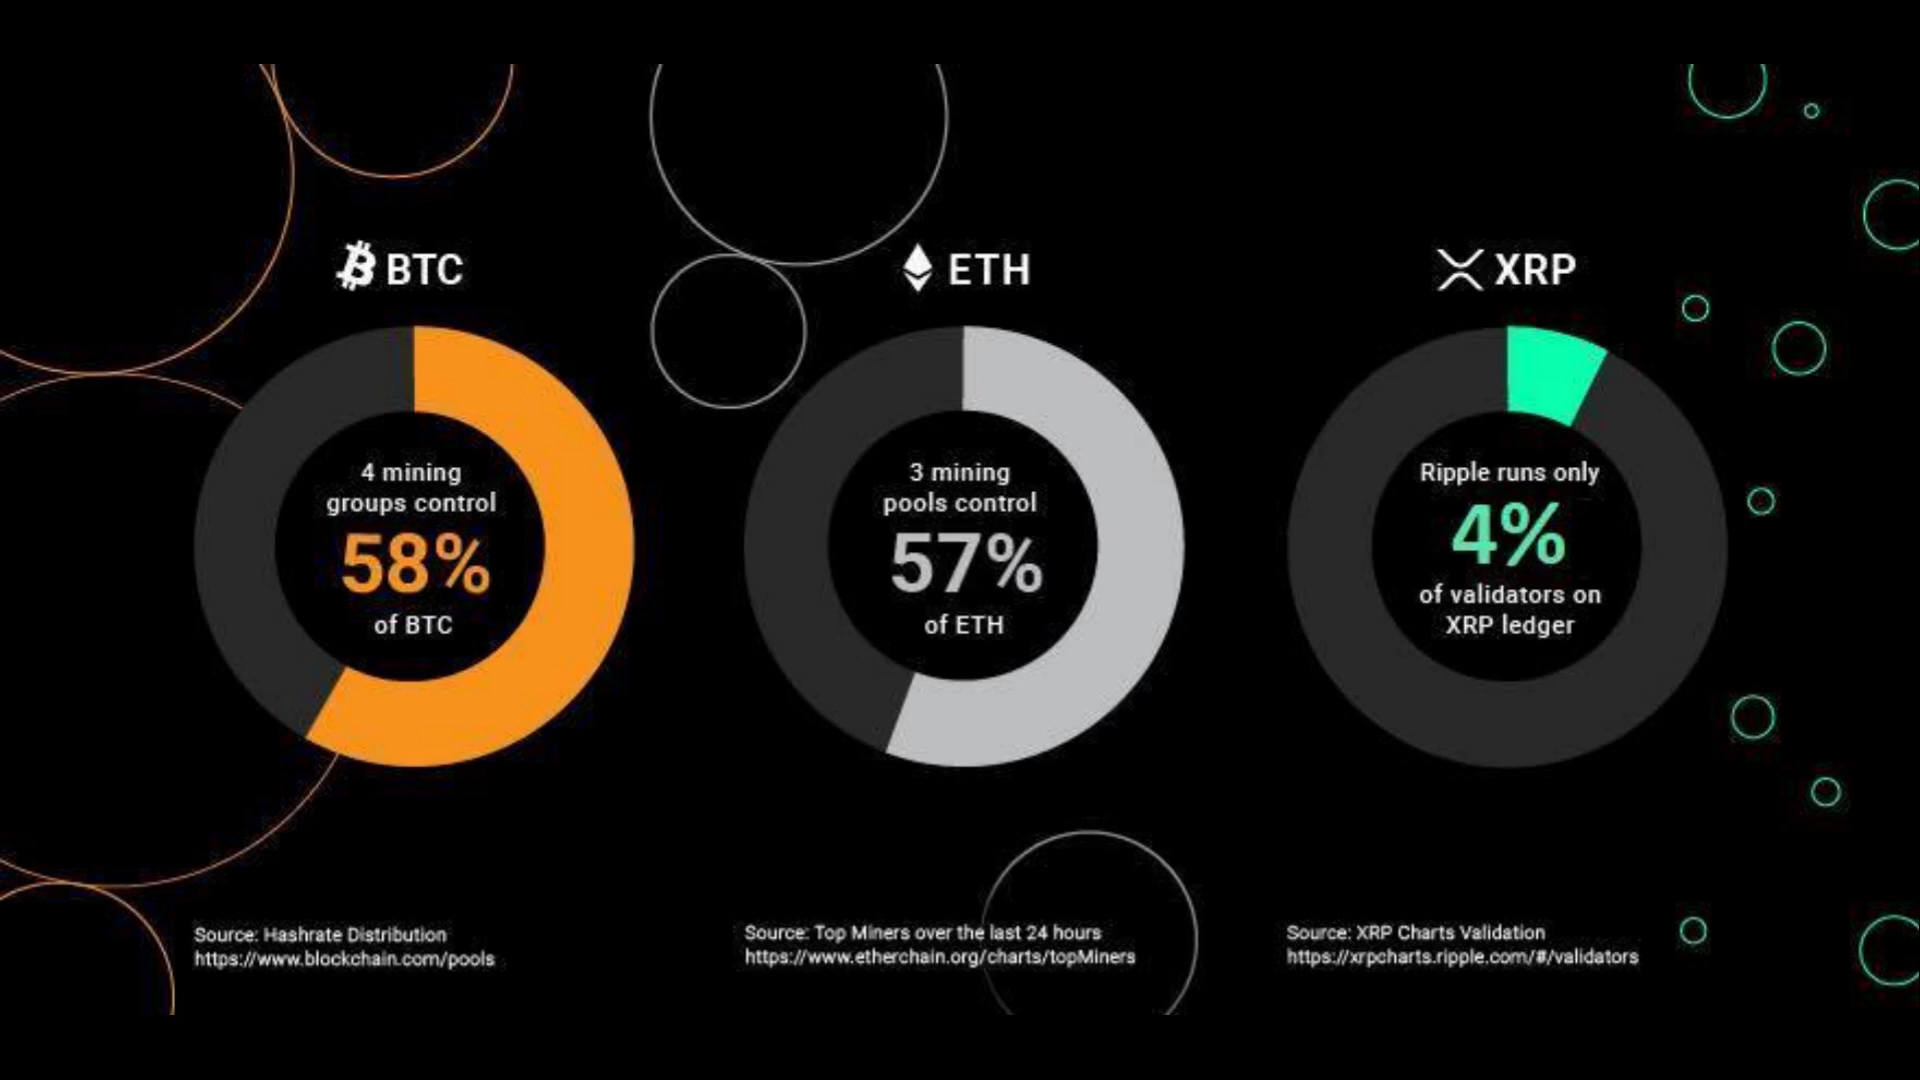 BTC
4 mining
groups control
58%
of BTC
Source: Hashrate Distribution
https://www.blockchain.com/pools
ETH
3 mining
pools control
57%
of ETH
Source: Top Miners over the last 24 hours
https://www.etherchain.org/charts/topMiners
XRP
Ripple runs only
4%
of validators on
XRP ledger
Source: XRP Charts Validation
https://xrpcharts.ripple.com/#/validators